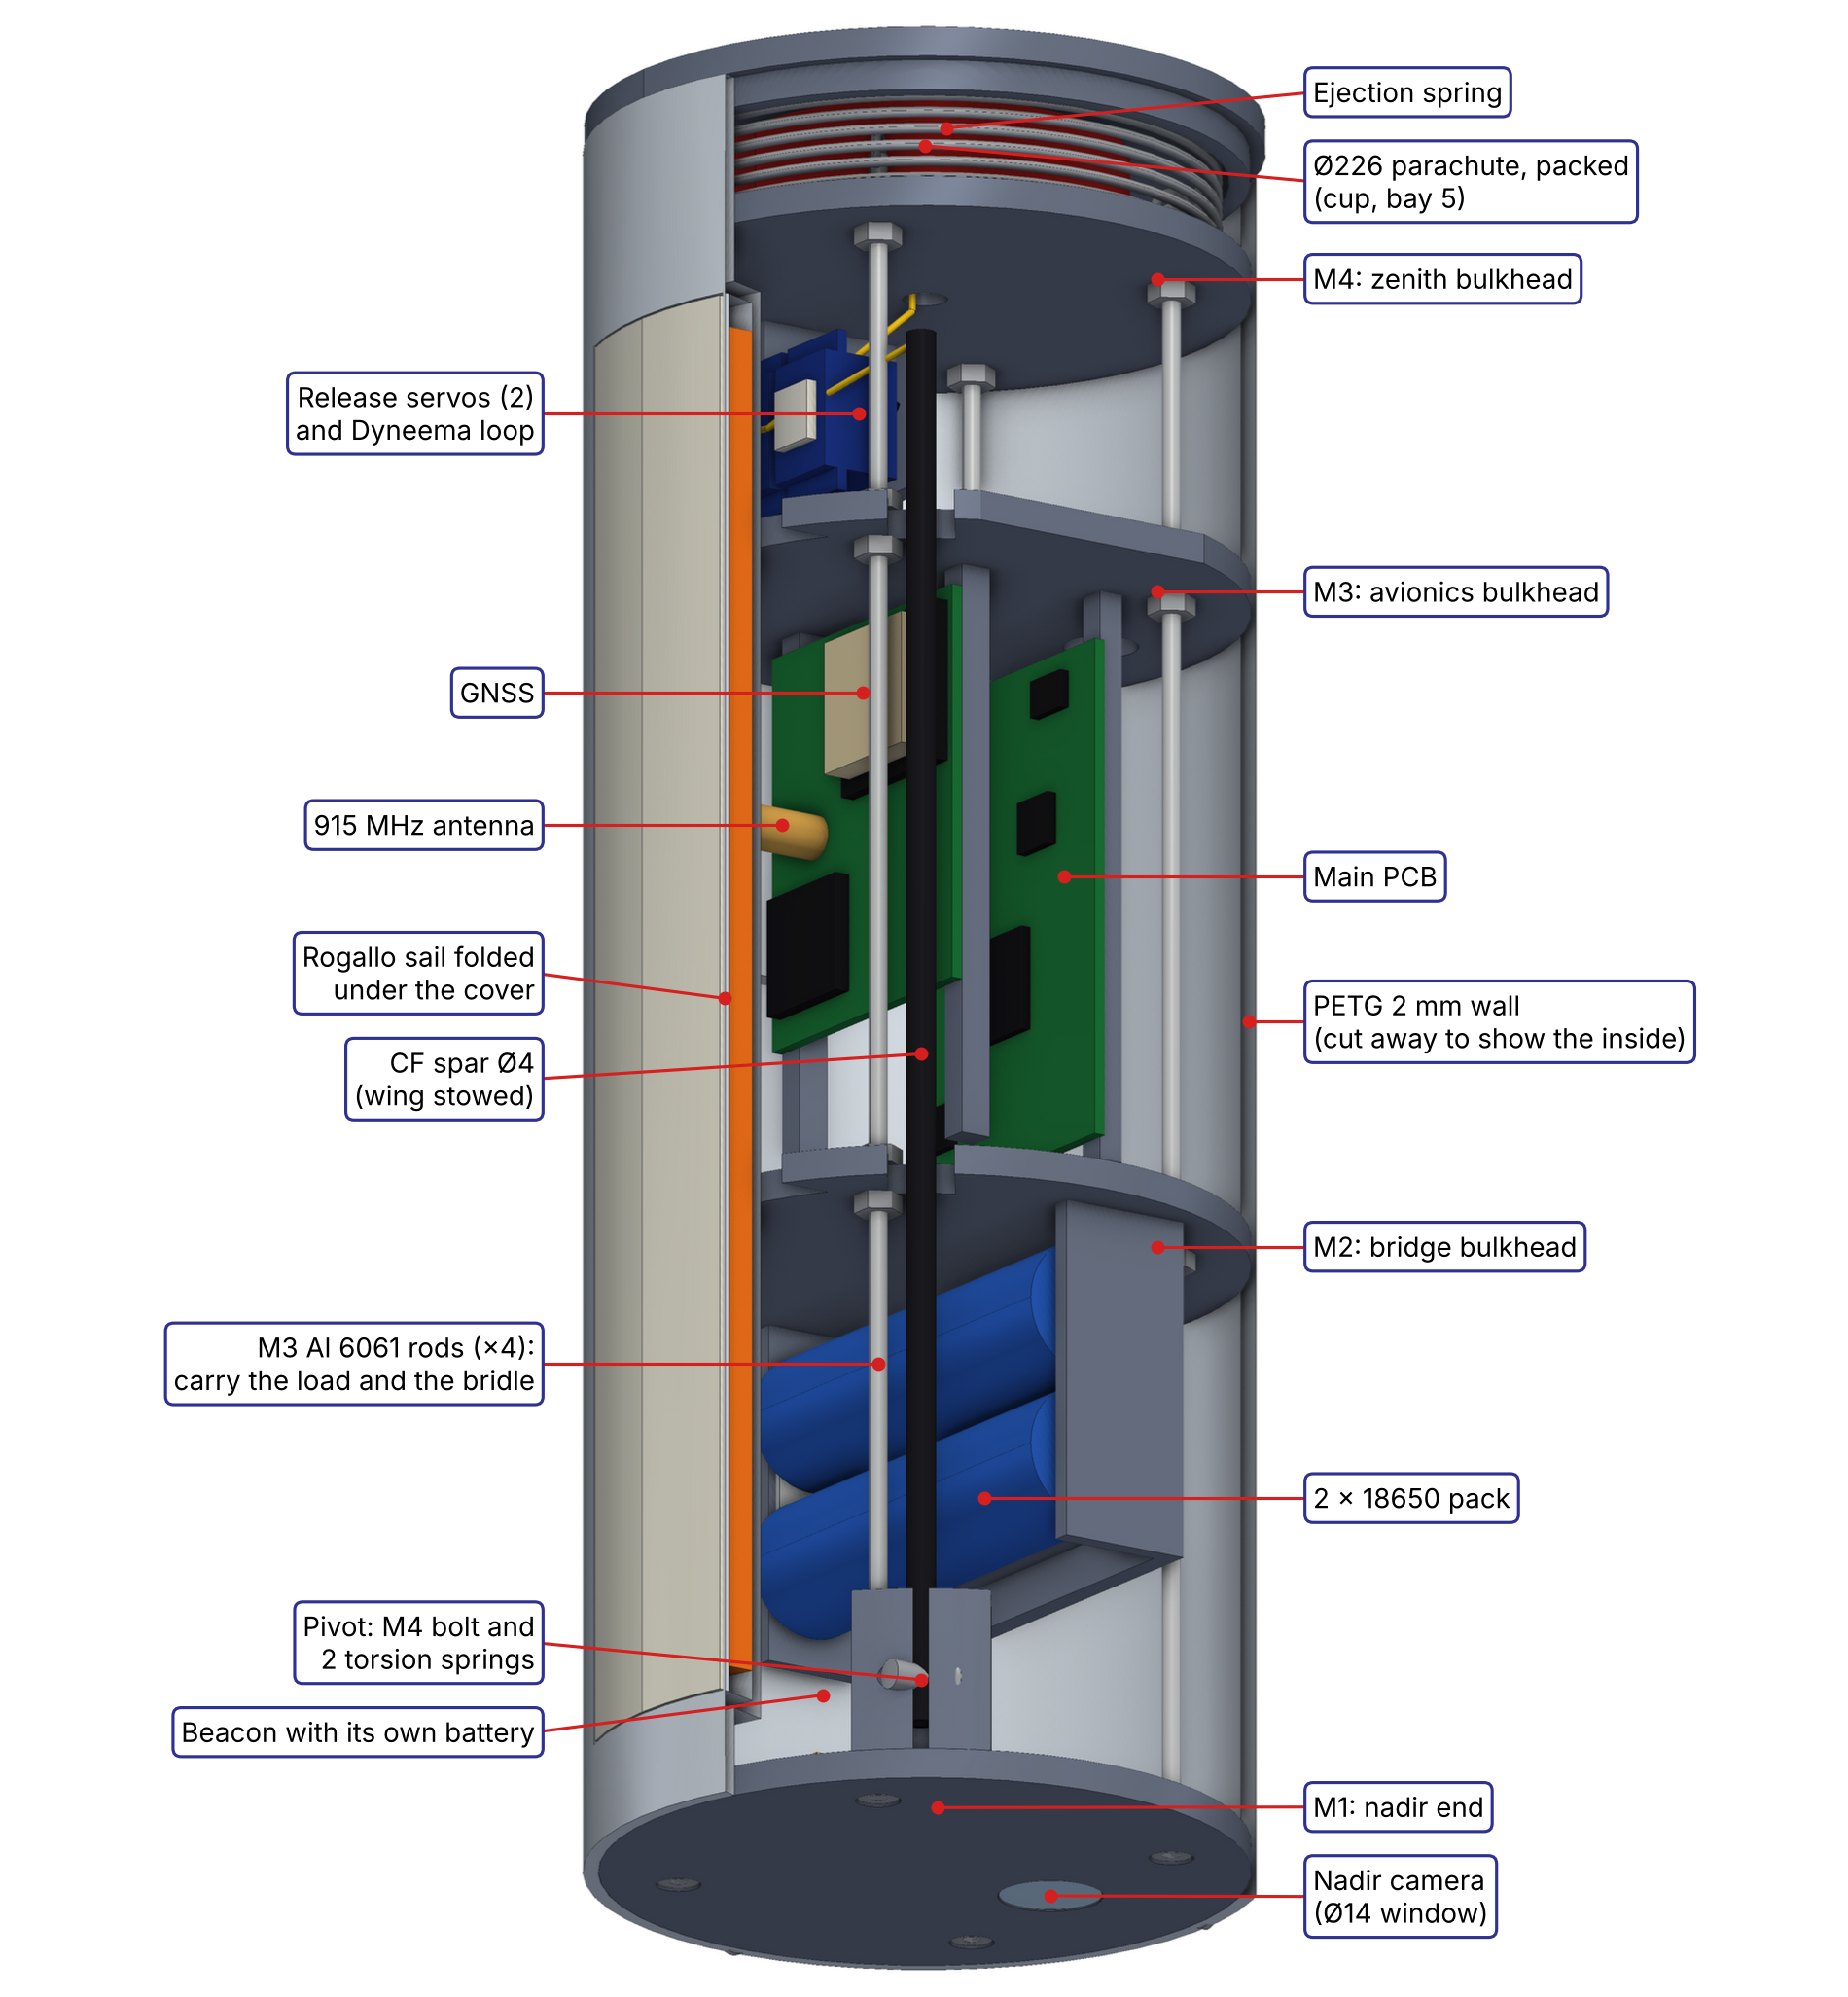 Ejection spring
Ø226 parachute, packed
(cup, bay 5)
M4: zenith bulkhead
Release servos (2)
and Dyneema loop
M3: avionics bulkhead
GNSS
915 MHz antenna
Main PCB
Rogallo sail folded
under the cover
PETG 2 mm wall
(cut away to show the inside)
CF spar Ø4
(wing stowed)
M2: bridge bulkhead
M3 Al 6061 rods (×4):
carry the load and the bridle
2 × 18650 pack
Pivot: M4 bolt and
2 torsion springs
Beacon with its own battery
M1: nadir end
Nadir camera
(Ø14 window)